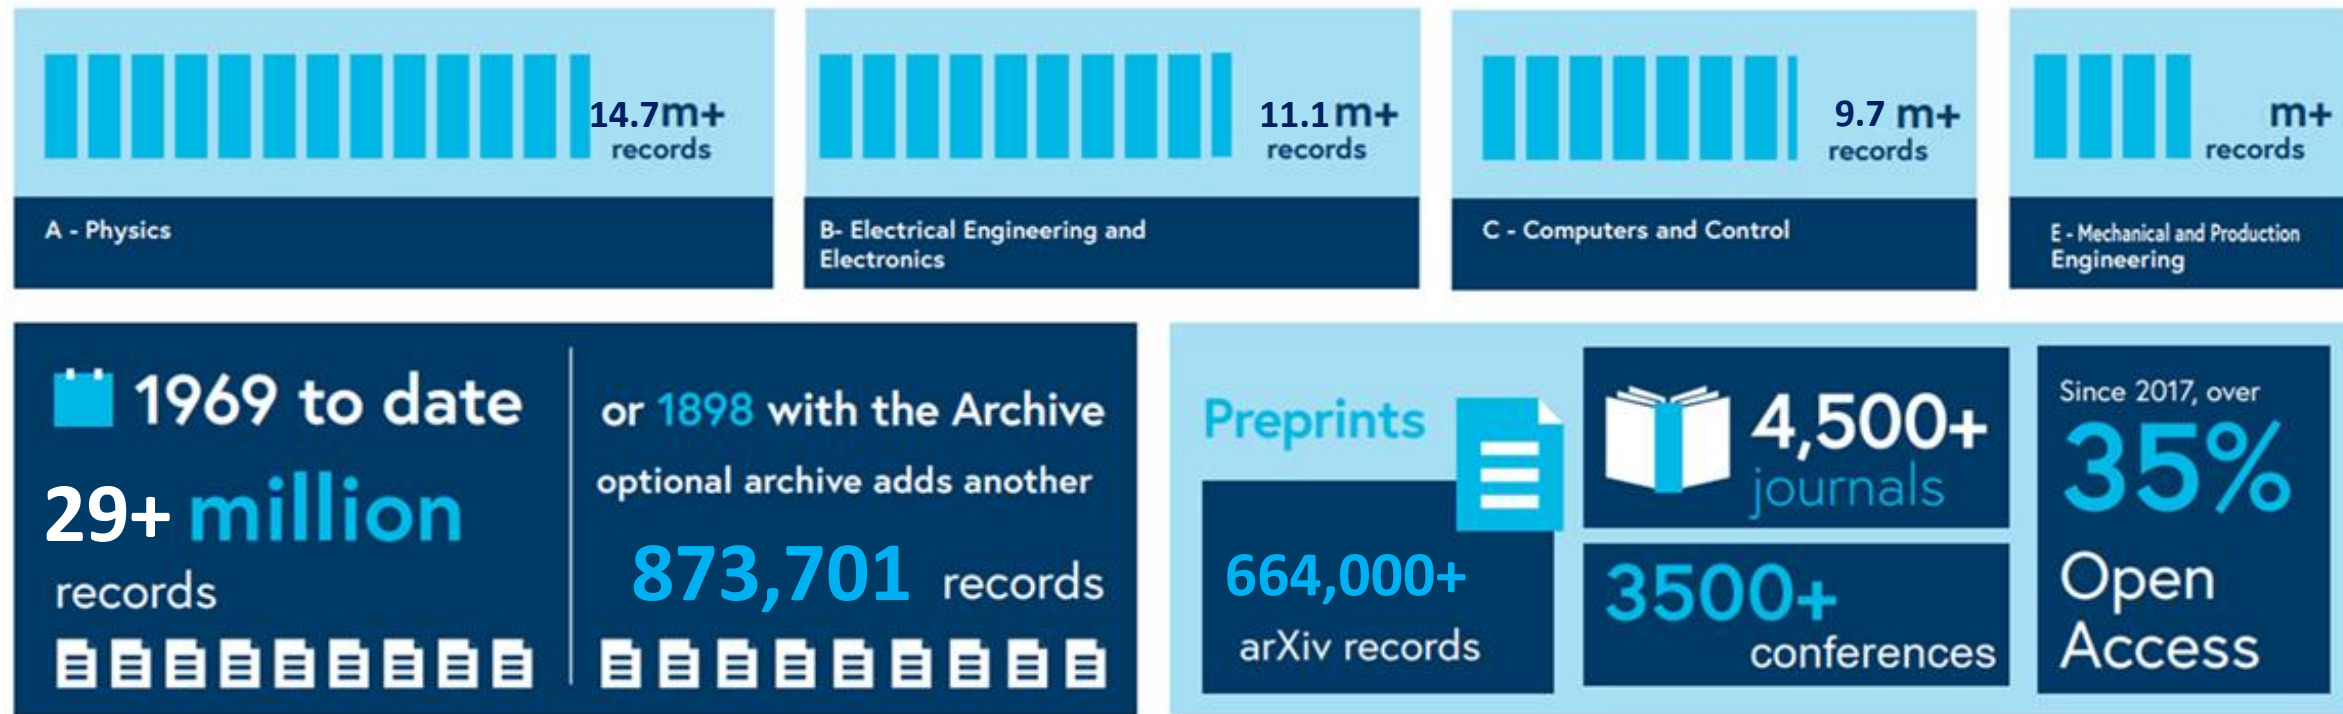 14.7m+
records
A - Physics
11.1 m+
records
B- Electrical Engineering and
Electronics
9.7 m+
records
C - Computers and Control
m+
records
E - Mechanical and Production
Engineering
1969 to date
29+ million
records
or 1898 with the Archive
optional archive adds another
873,701 records
Preprints
664,000+
arXiv records
4,500+
journals
3500+
conferences
Since 2017, over
35%
Open
Access